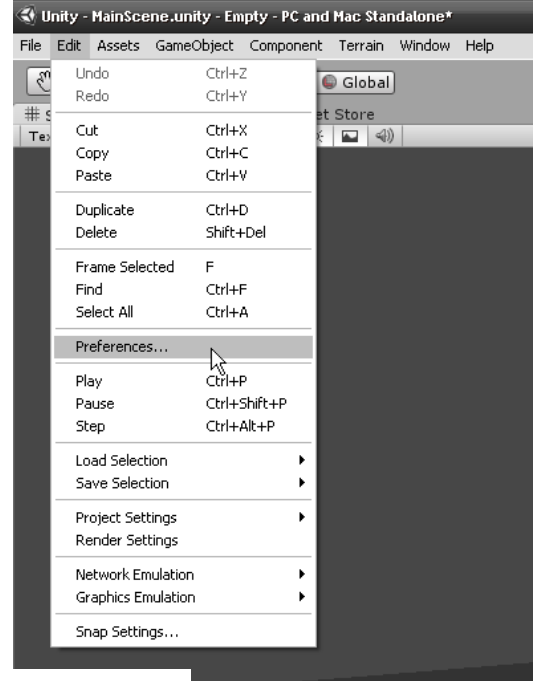 Unity - MainScene.unity - Empty - PC and Mac Standalone*
File Edit Assets GameObject Component Terrain Window Help
Undo Ctrl+Z
Global
Redo Ctrl+Y
Store
Cut Ctrl+X
Copy Ctrl+C
Paste Ctrl+V
Duplicate Ctrl+D
Delete Shift+Del
Frame Selected F
Find Ctrl+F
Select All Ctrl+A
Preferences...
Play Ctrl+P
Pause Ctrl+Shift+P
Step Ctrl+Alt+P
Load Selection
Save Selection
Project Settings
Render Settings
Network Emulation
Graphics Emulation
Snap Settings...